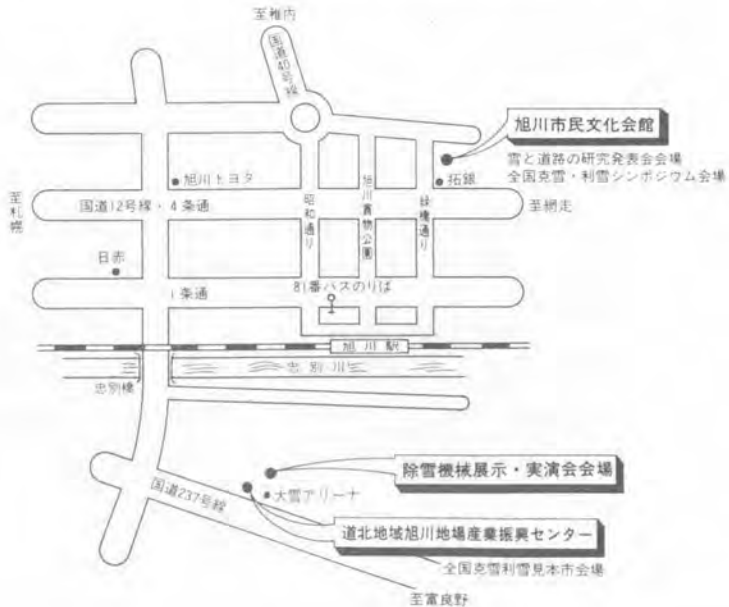 至稚内
国道40号線
旭川市民文化会館
雪と道路の研究発表会会場
全国克雪・利雪シンポジウム会場
旭川トヨタ
拓銀
至札幌
国道12号線・4条通
昭和通り
旭川買物公園
緑橋通り
至網走
日赤
1条通
81番バスのりば
旭川駅
忠別川
忠別橋
除雪機械展示・実演会会場
大雪アリーナ
国道237号線
道北地域旭川地場産業振興センター
全国克雪利雪見本市会場
至富良野